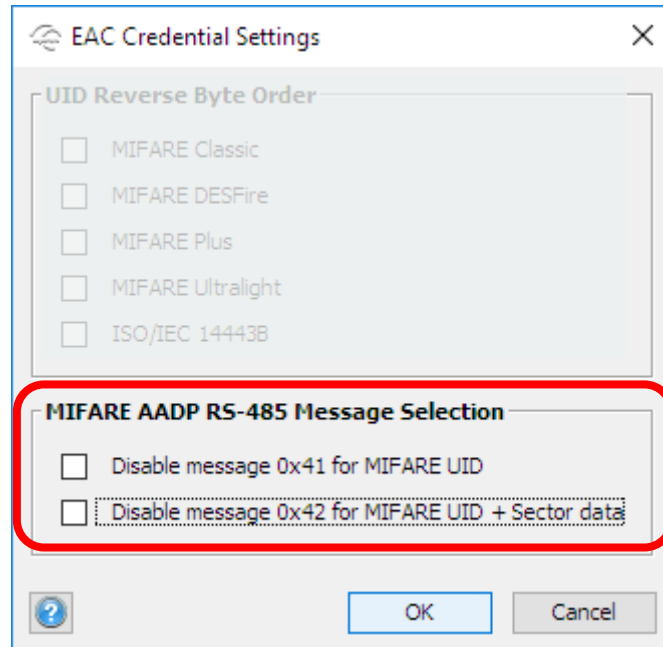 EAC Credential Settings
UID Reverse Byte Order
MIFARE Classic
MIFARE DESFire
MIFARE Plus
MIFARE Ultralight
ISO/IEC 14443B
MIFARE AADP RS-485 Message Selection
Disable message 0x41 for MIFARE UID
Disable message 0x42 for MIFARE UID + Sector data
? OK Cancel